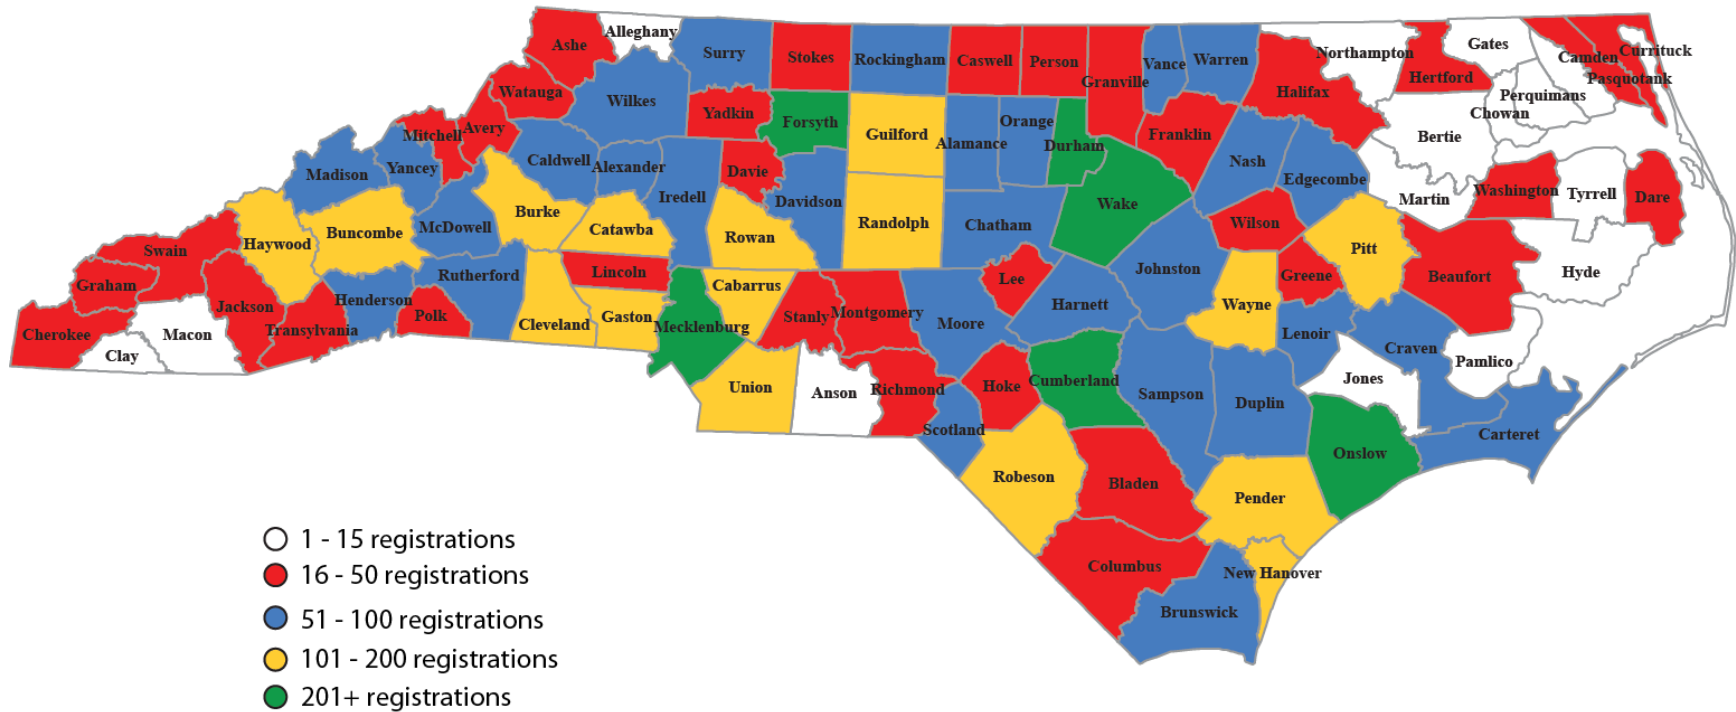 Ashe
Alleghany
Surry
Stokes
Rockingham
Caswell
Person
Granville
Vance
Warren
Halifax
Northampton
Hertford
Gates
Camden
Currituck
Pasquotank
Perquimans
Chowan
Bertie
Watauga
Wilkes
Yadkin
Forsyth
Guilford
Alamance
Orange
Durham
Franklin
Nash
Edgecombe
Martin
Washington
Tyrrell
Dare
Mitchell
Avery
Madison
Yancey
Caldwell
Alexander
Iredell
Davie
Davidson
Randolph
Chatham
Wake
Wilson
Pitt
Beaufort
Hyde
Swain
Haywood
Buncombe
McDowell
Burke
Catawba
Rowan
Lee
Johnston
Greene
Graham
Jackson
Henderson
Rutherford
Lincoln
Cabarrus
Harnett
Wayne
Lenoir
Craven
Pamlico
Cherokee
Clay
Macon
Transylvania
Polk
Cleveland
Gaston
Mecklenburg
Stanly
Montgomery
Moore
Union
Anson
Richmond
Scotland
Hoke
Cumberland
Sampson
Duplin
Jones
Carteret
Onslow
Robeson
Bladen
Pender
Columbus
New Hanover
Brunswick
1 - 15 registrations
16 - 50 registrations
51 - 100 registrations
101 - 200 registrations
201+ registrations